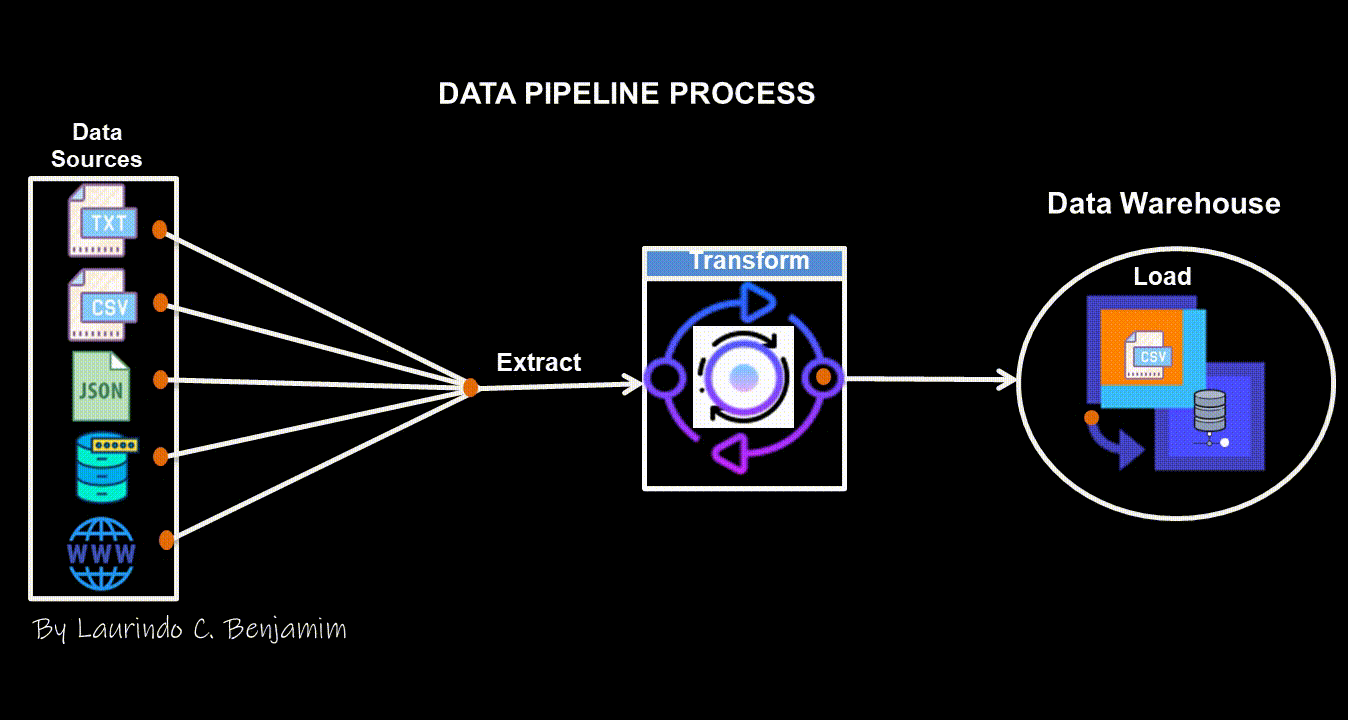 DATA PIPELINE PROCESS
Data
Sources
TXT
CSV
JSON
WWW
Extract
Transform
Data Warehouse
Load
CSV
By Laurindo C. Benjamim